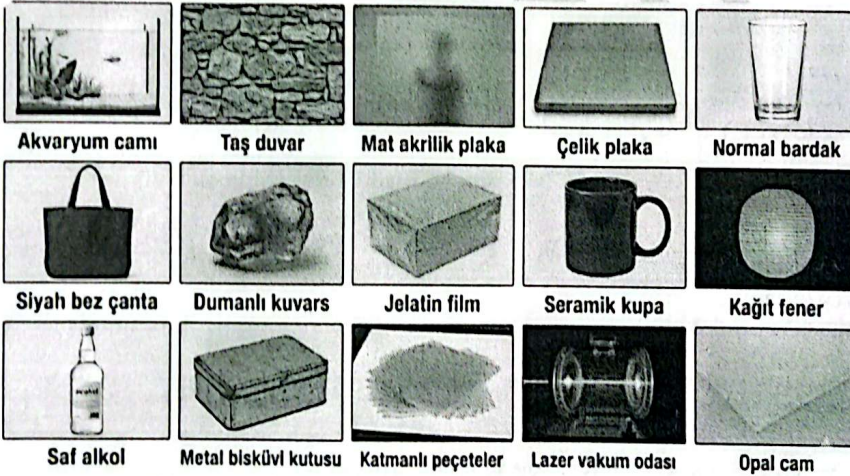 Akvaryum camı
Taş duvar
Mat akrilik plaka
Çelik plaka
Normal bardak
Siyah bez çanta
Dumanlı kuvars
Jelatin film
Seramik kupa
Kağıt fener
Saf alkol
Metal bisküvi kutusu
Katmanlı peçeteler
Lazer vakum odası
Opal cam